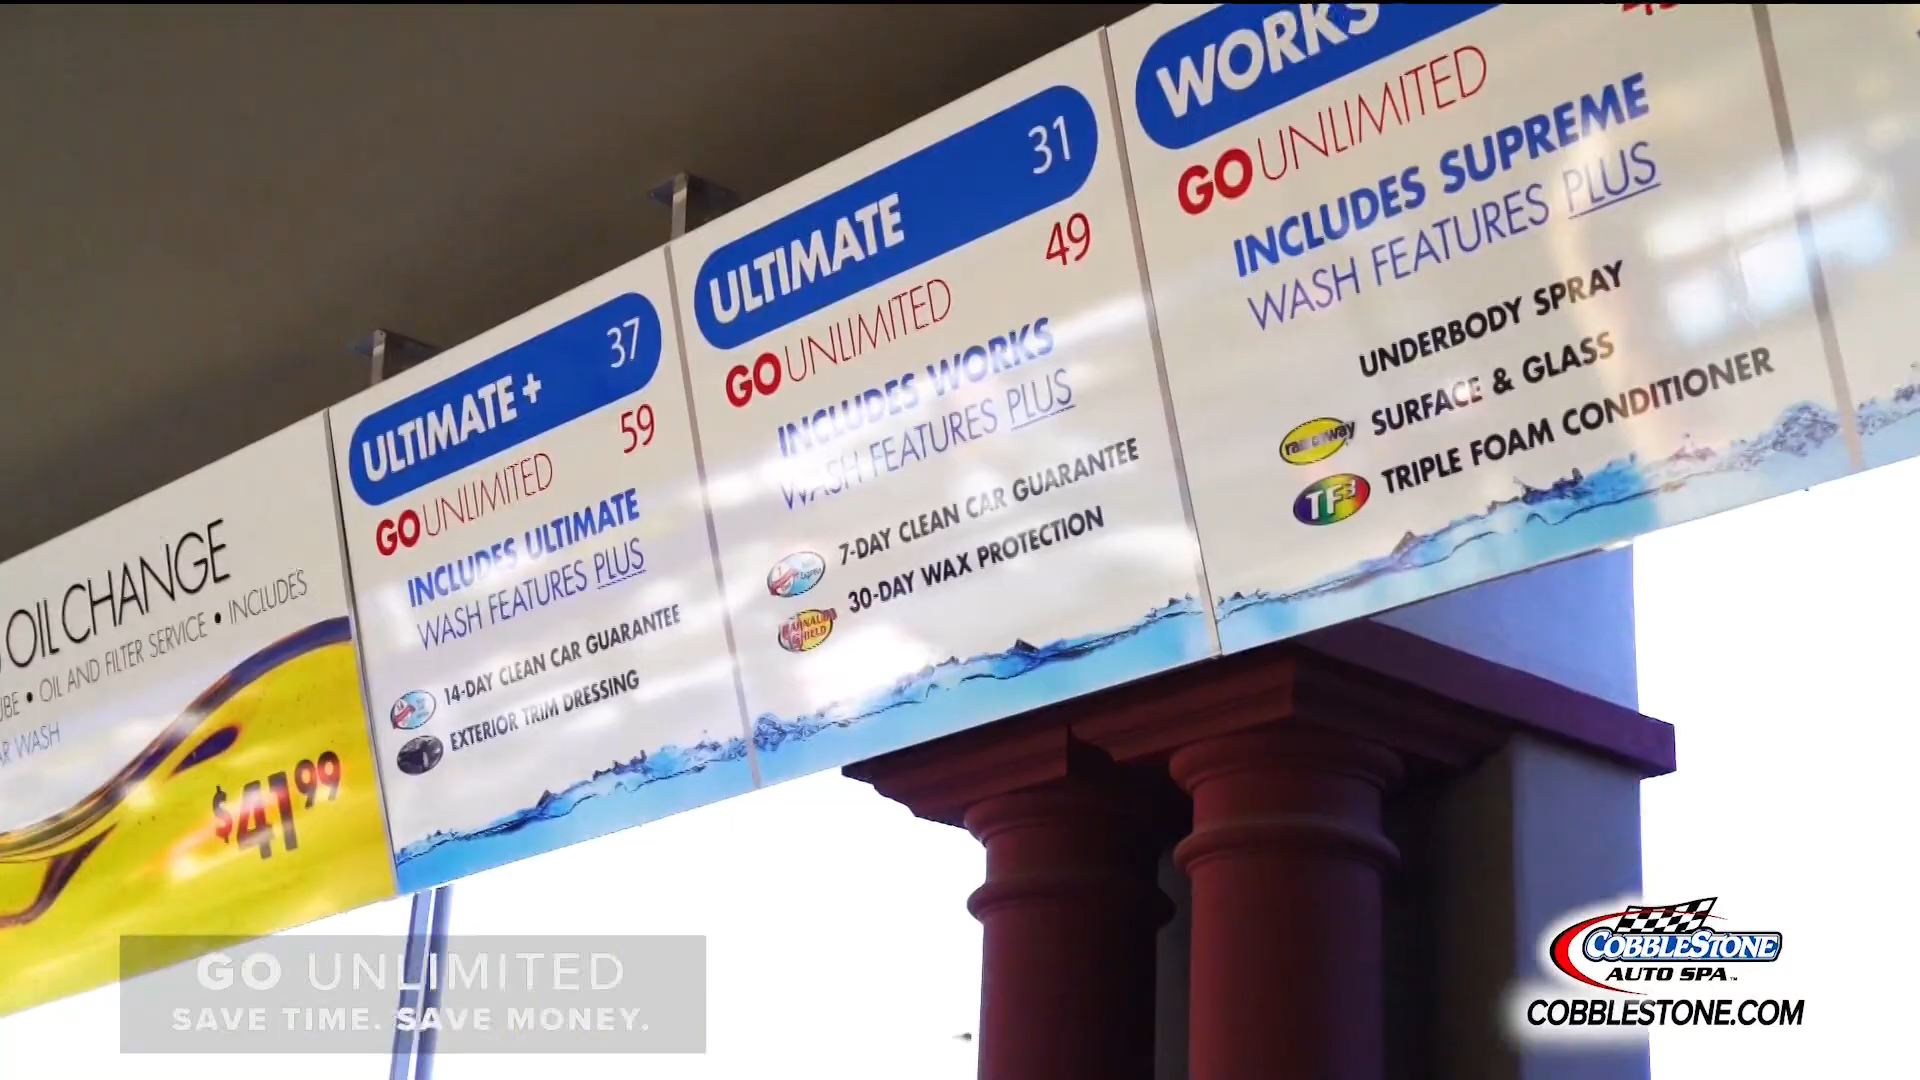 OIL CHANGE
OIL AND FILTER SERVICE • INCLUDES
WASH
$41.99
ULTIMATE + 37
GO UNLIMITED 59
INCLUDES ULTIMATE
WASH FEATURES PLUS
14-DAY CLEAN CAR GUARANTEE
EXTERIOR TRIM DRESSING
ULTIMATE 31
GO UNLIMITED 49
INCLUDES WORKS
WASH FEATURES PLUS
7-DAY CLEAN CAR GUARANTEE
30-DAY WAX PROTECTION
WORKS
GO UNLIMITED
INCLUDES SUPREME
WASH FEATURES PLUS
UNDERBODY SPRAY
SURFACE & GLASS
TF3 TRIPLE FOAM CONDITIONER
GO UNLIMITED
SAVE TIME. SAVE MONEY.
COBBLESTONE
AUTO SPA™
COBBLESTONE.COM